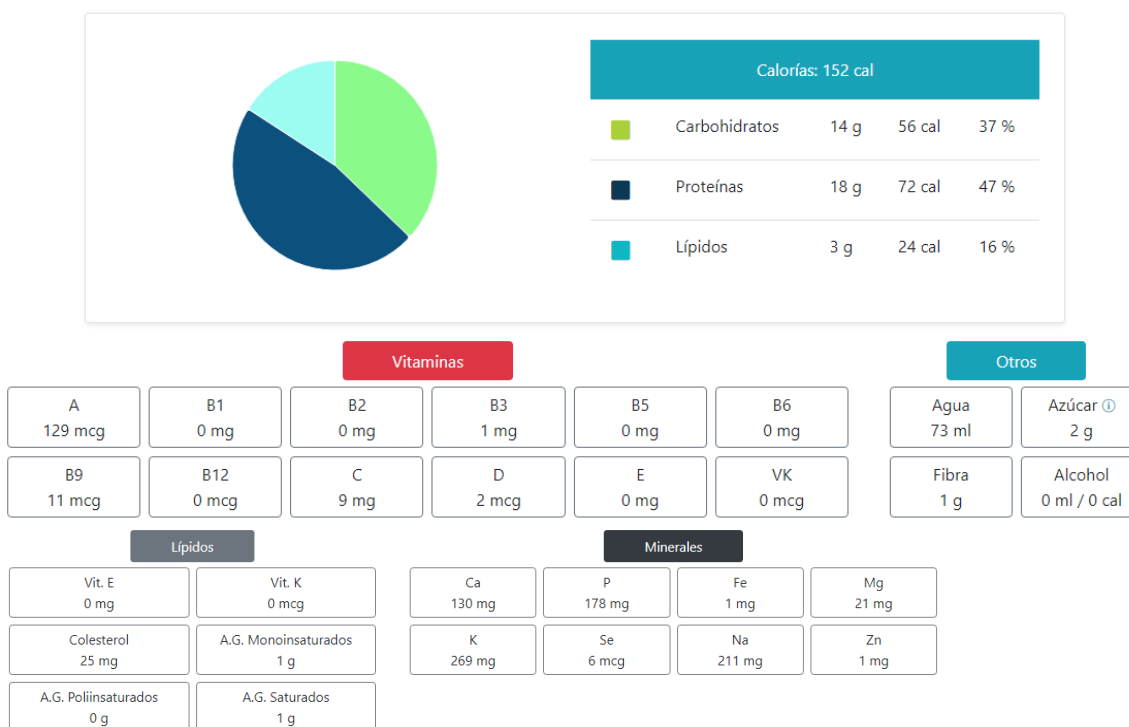 Calorías: 152 cal
Carbohidratos 14 g 56 cal 37 %
Proteínas 18 g 72 cal 47 %
Lípidos 3 g 24 cal 16 %
Vitaminas
A B1 B2 B3 B5 B6
129 mcg 0 mg 0 mg 1 mg 0 mg 0 mg
B9 B12 C D E VK
11 mcg 0 mcg 9 mg 2 mcg 0 mg 0 mcg
Otros
Agua Azúcar
73 ml 2 g
Fibra Alcohol
1 g 0 ml / 0 cal
Lípidos
Vit. E Vit. K
0 mg 0 mcg
Colesterol A.G. Monoinsaturados
25 mg 1 g
A.G. Poliinsaturados A.G. Saturados
0 g 1 g
Minerales
Ca P Fe Mg
130 mg 178 mg 1 mg 21 mg
K Se Na Zn
269 mg 6 mcg 211 mg 1 mg